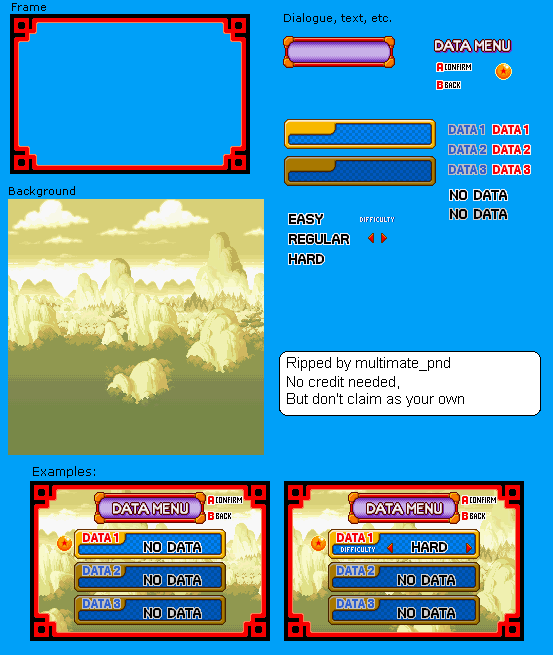 Frame
Dialogue, text, etc.
DATA MENU
A CONFIRM
B BACK
DATA 1 DATA 1
DATA 2 DATA 2
DATA 3 DATA 3
NO DATA
NO DATA
EASY DIFFICULTY
REGULAR
HARD
Background
Ripped by multimate_pnd
No credit needed,
But don't claim as your own
Examples:
DATA MENU
A CONFIRM
B BACK
DATA 1
NO DATA
DATA 2
NO DATA
DATA 3
NO DATA
DATA MENU
A CONFIRM
B BACK
DATA 1
DIFFICULTY HARD
DATA 2
NO DATA
DATA 3
NO DATA